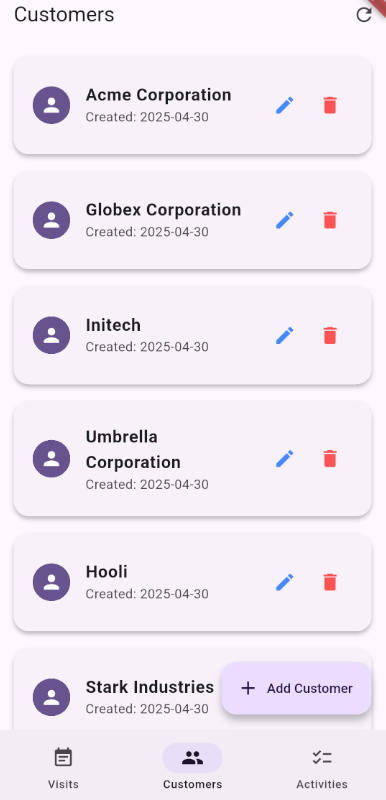 Customers
Acme Corporation
Created: 2025-04-30
Globex Corporation
Created: 2025-04-30
Initech
Created: 2025-04-30
Umbrella
Corporation
Created: 2025-04-30
Hooli
Created: 2025-04-30
Stark Industries
Created: 2025-04-30
Add Customer
Visits
Customers
Activities